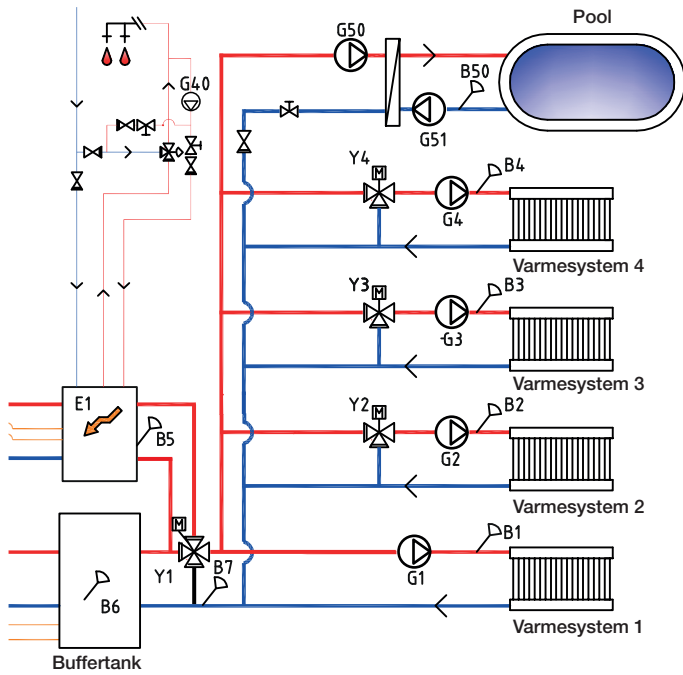 Pool
G50
B50
G40
G51
Y4
B4
G4
Varmesystem 4
Y3
B3
G3
Varmesystem 3
E1
B5
Y2
B2
G2
Varmesystem 2
M
M
M
M
Y1
B7
B1
G1
B6
Varmesystem 1
Buffertank